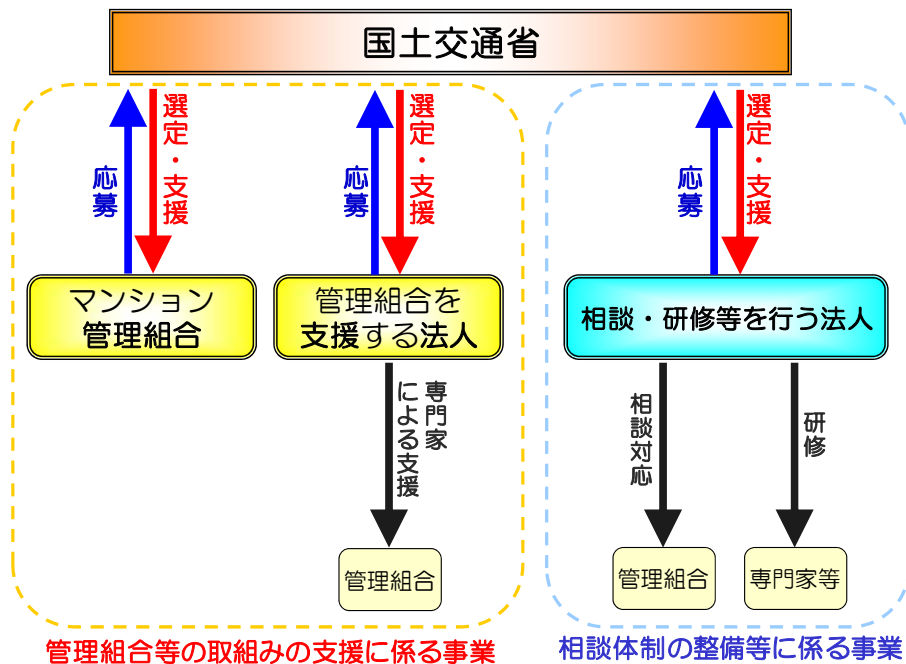 国土交通省
応募
選定・支援
応募
選定・支援
応募
選定・支援
マンション
管理組合
管理組合を
支援する法人
相談・研修等を行う法人
専門家
による支援
相談対応
研修
管理組合
管理組合
専門家等
管理組合等の取組みの支援に係る事業
相談体制の整備等に係る事業